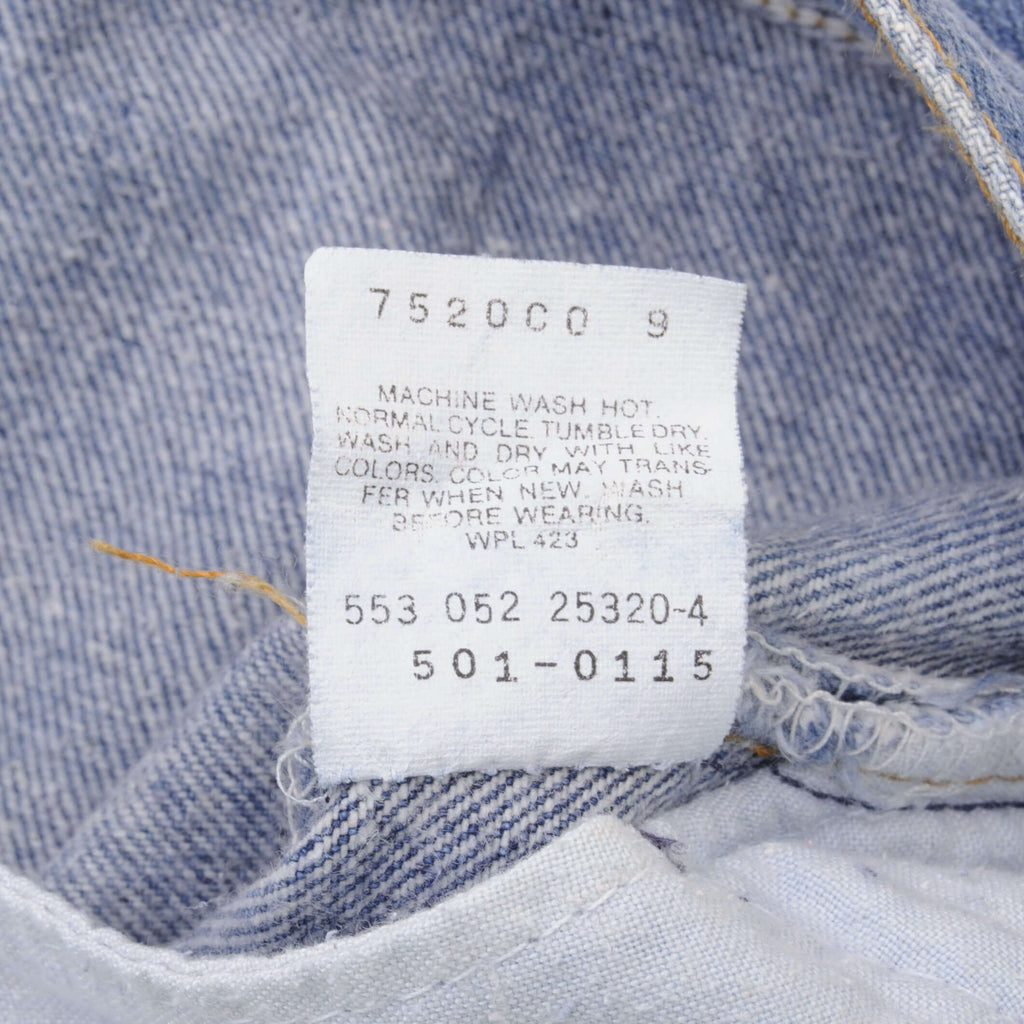 7520C0 9
MACHINE WASH HOT.
NORMAL CYCLE. TUMBLE DRY.
WASH AND DRY WITH LIKE
COLORS. COLOR MAY TRANS-
FER WHEN NEW. WASH
BEFORE WEARING.
WPL 423
553 052 25320-4
501-0115